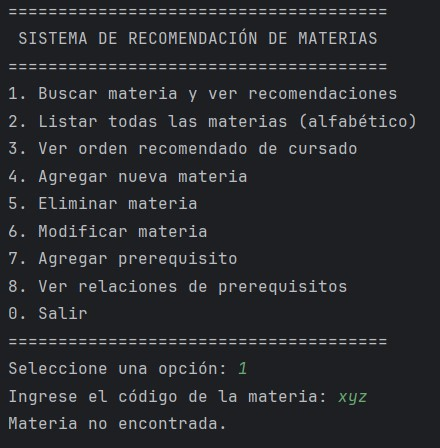 ======================================
SISTEMA DE RECOMENDACIÓN DE MATERIAS
======================================
1. Buscar materia y ver recomendaciones
2. Listar todas las materias (alfabético)
3. Ver orden recomendado de cursado
4. Agregar nueva materia
5. Eliminar materia
6. Modificar materia
7. Agregar prerequisito
8. Ver relaciones de prerequisitos
0. Salir
======================================
Seleccione una opción: 1
Ingrese el código de la materia: xyz
Materia no encontrada.